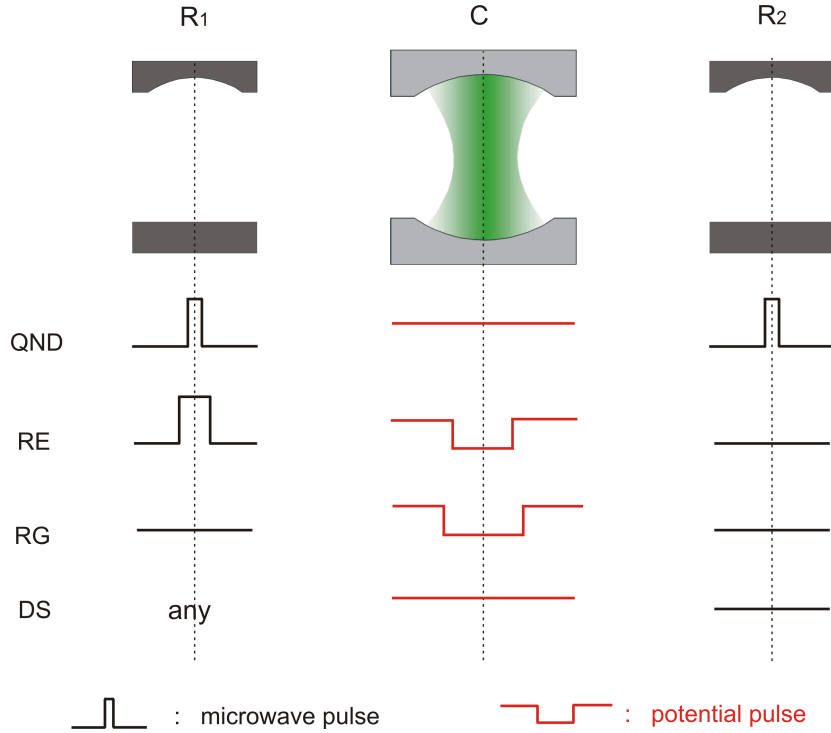 R1 C R2
QND
RE
RG
DS any
: microwave pulse : potential pulse